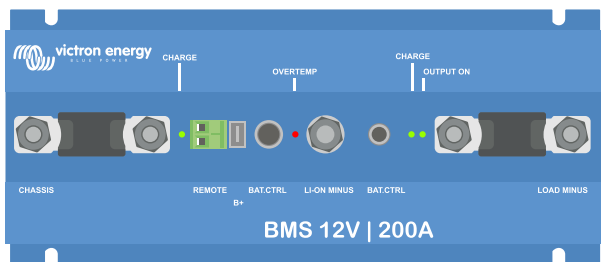 victron energy
BLUE POWER
CHARGE
OVERTEMP
CHARGE
OUTPUT ON
CHASSIS
REMOTE
B+
BAT.CTRL
LI-ON MINUS
BAT.CTRL
LOAD MINUS
BMS 12V | 200A